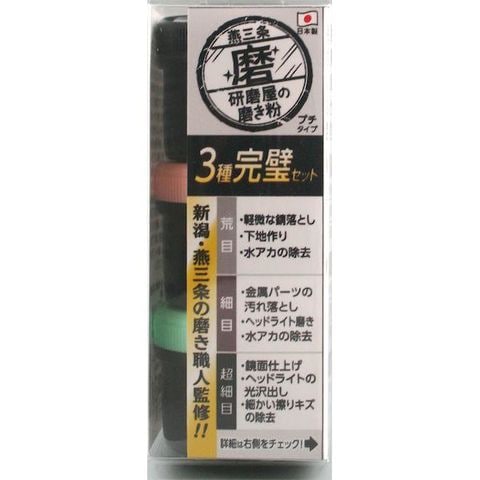 日本製
燕三条
磨
研磨屋の
磨き粉
プチ
タイプ
3種完璧セット
新潟・燕三条の磨き職人監修!!
荒目
・軽微な錆落とし
・下地作り
・水アカの除去
細目
・金属パーツの
汚れ落とし
・ヘッドライト磨き
・水アカの除去
超細目
・鏡面仕上げ
・ヘッドライトの
光沢出し
・細かい擦りキズ
の除去
詳細は右側をチェック!